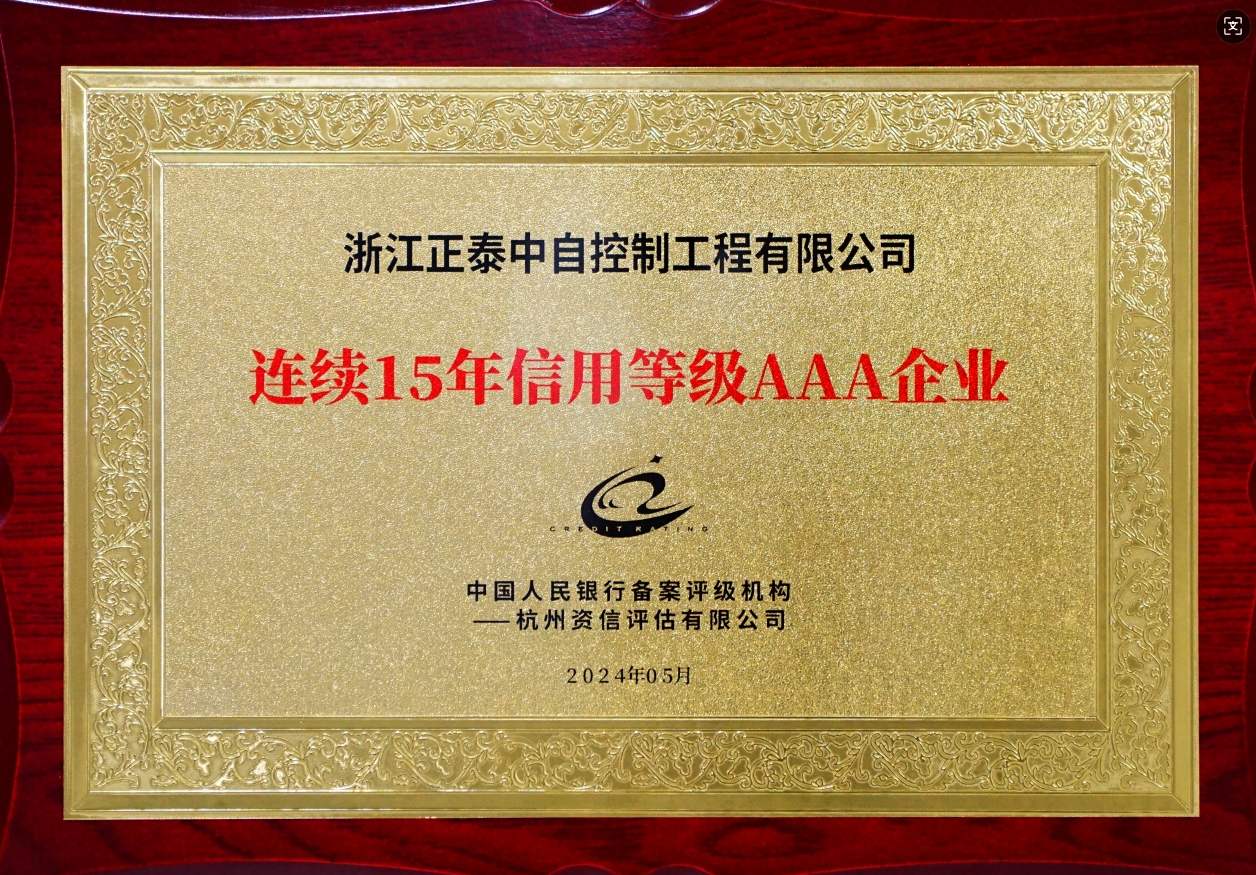 浙江正泰中自控制工程有限公司
连续15年信用等级AAA企业
CREDIT RATING
中国人民银行备案评级机构
——杭州资信评估有限公司
2024年05月